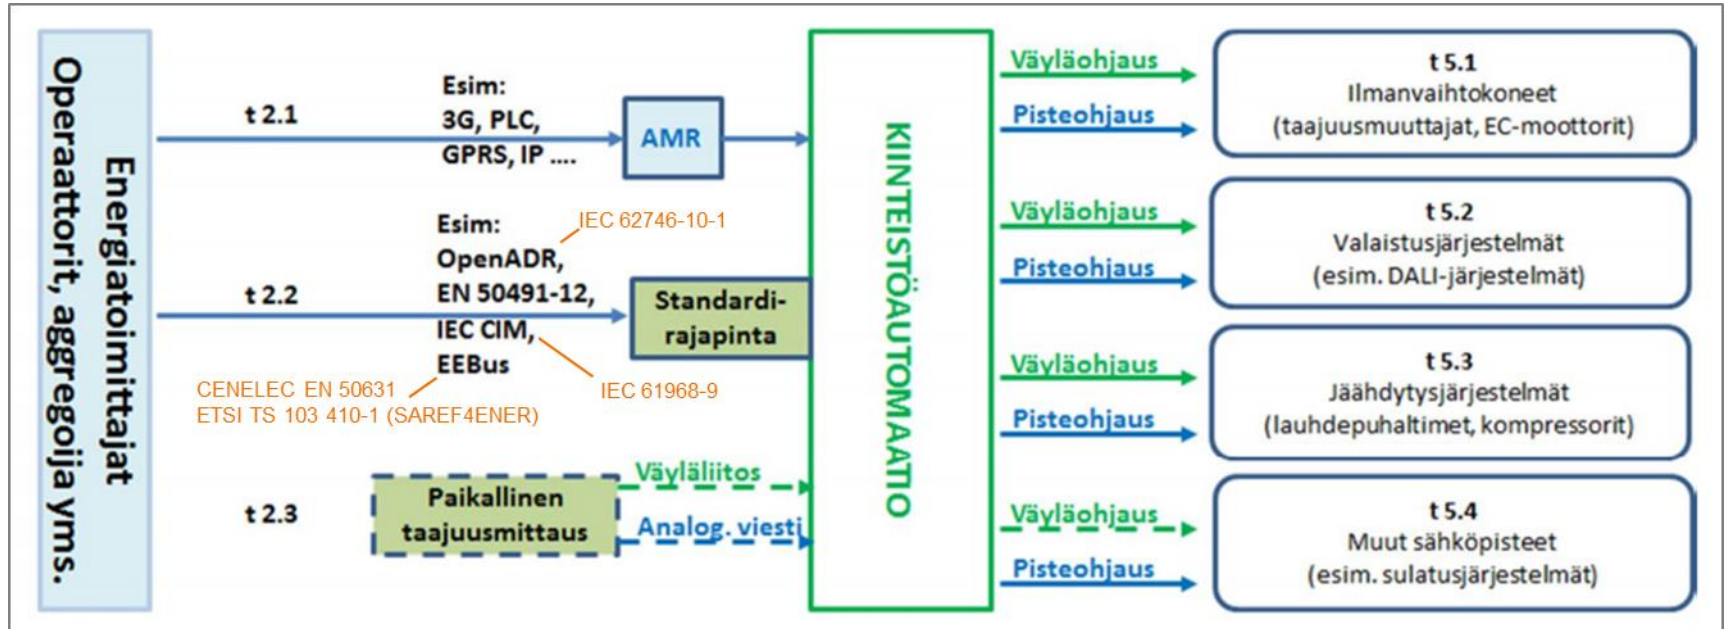 Energiatoimittajat
Operaattorit, aggregoija yms.
t 2.1
Esim:
3G, PLC,
GPRS, IP ....
AMR
t 2.2
Esim:
OpenADR,
EN 50491-12,
IEC CIM,
EEBus
IEC 62746-10-1
IEC 61968-9
CENELEC EN 50631
ETSI TS 103 410-1 (SAREF4ENER)
Standardi-
rajapinta
t 2.3
Paikallinen
taajuusmittaus
Väyläliitos
Analog. viesti
KIINTEISTÖAUTOMAATIO
Väyläohjaus
Pisteohjaus
t 5.1
Ilmanvaihtokoneet
(taajuusmuuttajat, EC-moottorit)
Väyläohjaus
Pisteohjaus
t 5.2
Valaistusjärjestelmät
(esim. DALI-järjestelmät)
Väyläohjaus
Pisteohjaus
t 5.3
Jäähdytysjärjestelmät
(lauhdepuhaltimet, kompressorit)
Väyläohjaus
Pisteohjaus
t 5.4
Muut sähköpisteet
(esim. sulatusjärjestelmät)